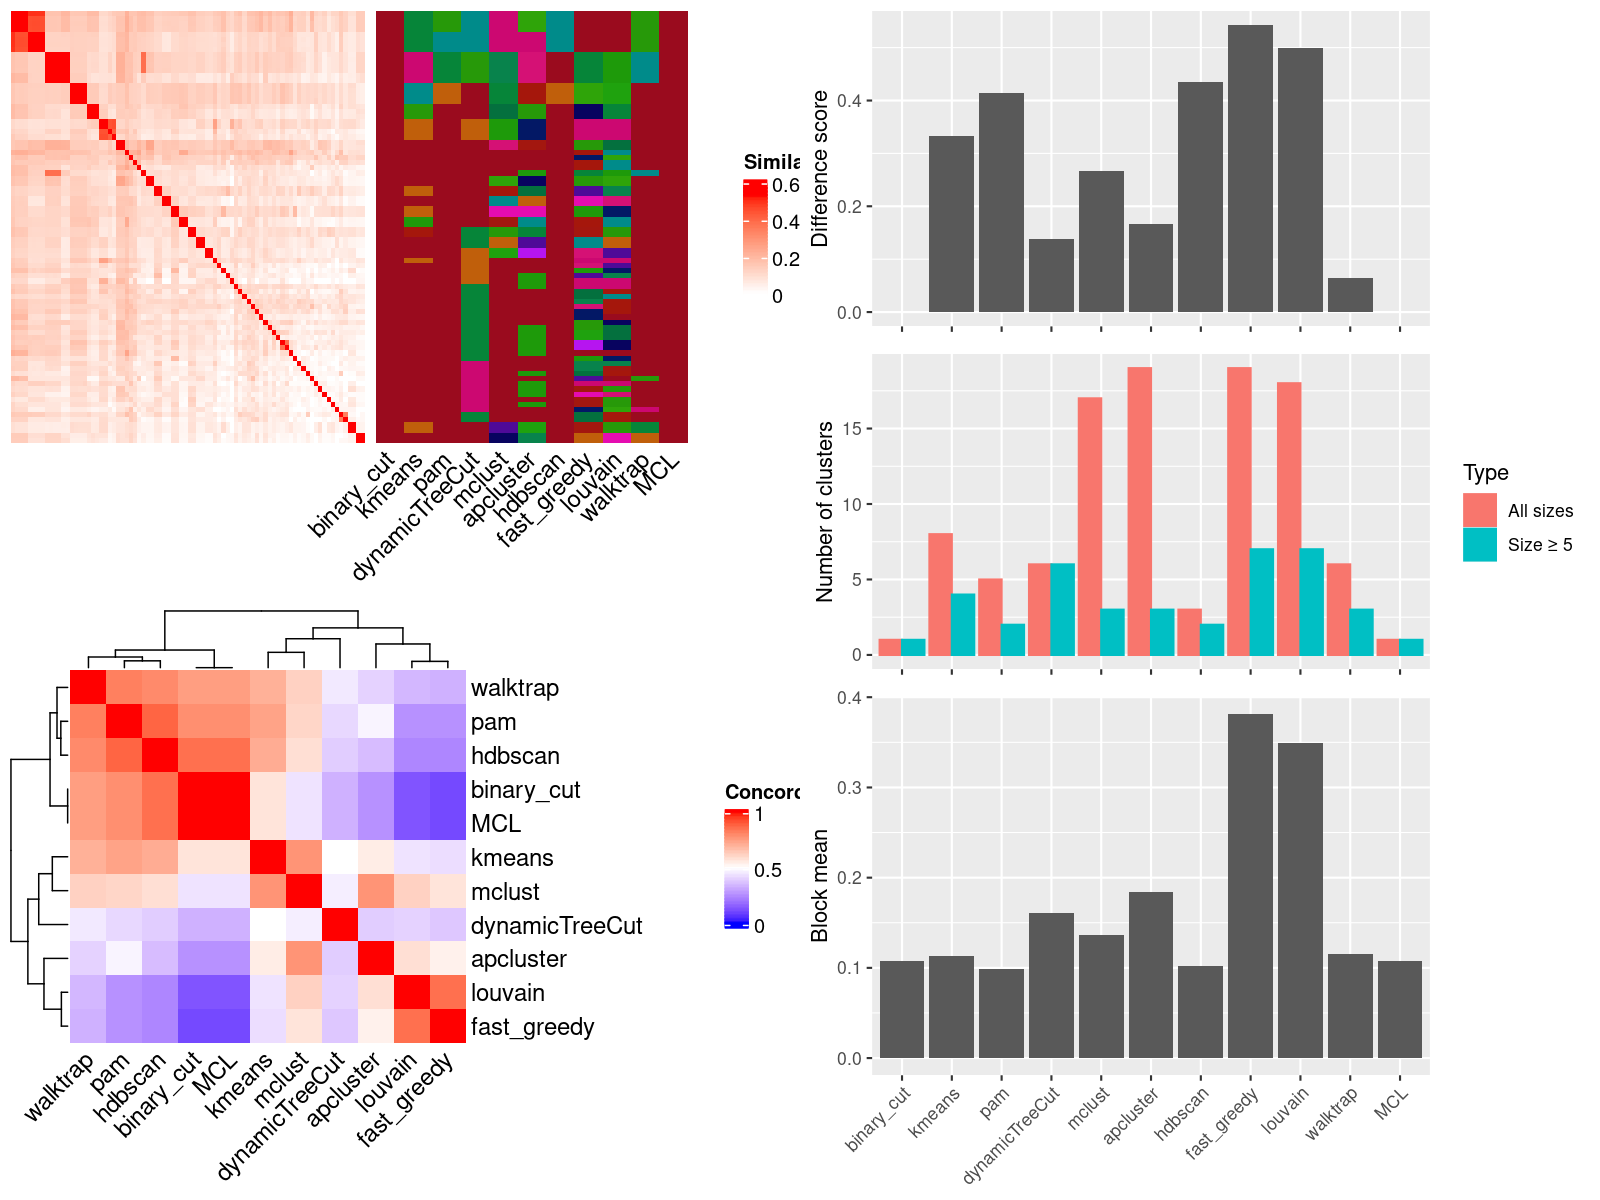 Simila
0.6
0.4
0.2
0
binary_cut
kmeans
pam
dynamicTreeCut
mclust
apcluster
hdbscan
fast_greedy
louvain
walktrap
MCL
Difference score
0.4
0.2
0.0
Number of clusters
15
10
5
0
Type
All sizes
Size ≥ 5
walktrap
pam
hdbscan
binary_cut
MCL
kmeans
mclust
dynamicTreeCut
apcluster
louvain
fast_greedy
Concord
1
0.5
0
walktrap
pam
hdbscan
binary_cut
MCL
kmeans
mclust
dynamicTreeCut
apcluster
louvain
fast_greedy
Block mean
0.4
0.3
0.2
0.1
0.0
binary_cut
kmeans
pam
dynamicTreeCut
mclust
apcluster
hdbscan
fast_greedy
louvain
walktrap
MCL